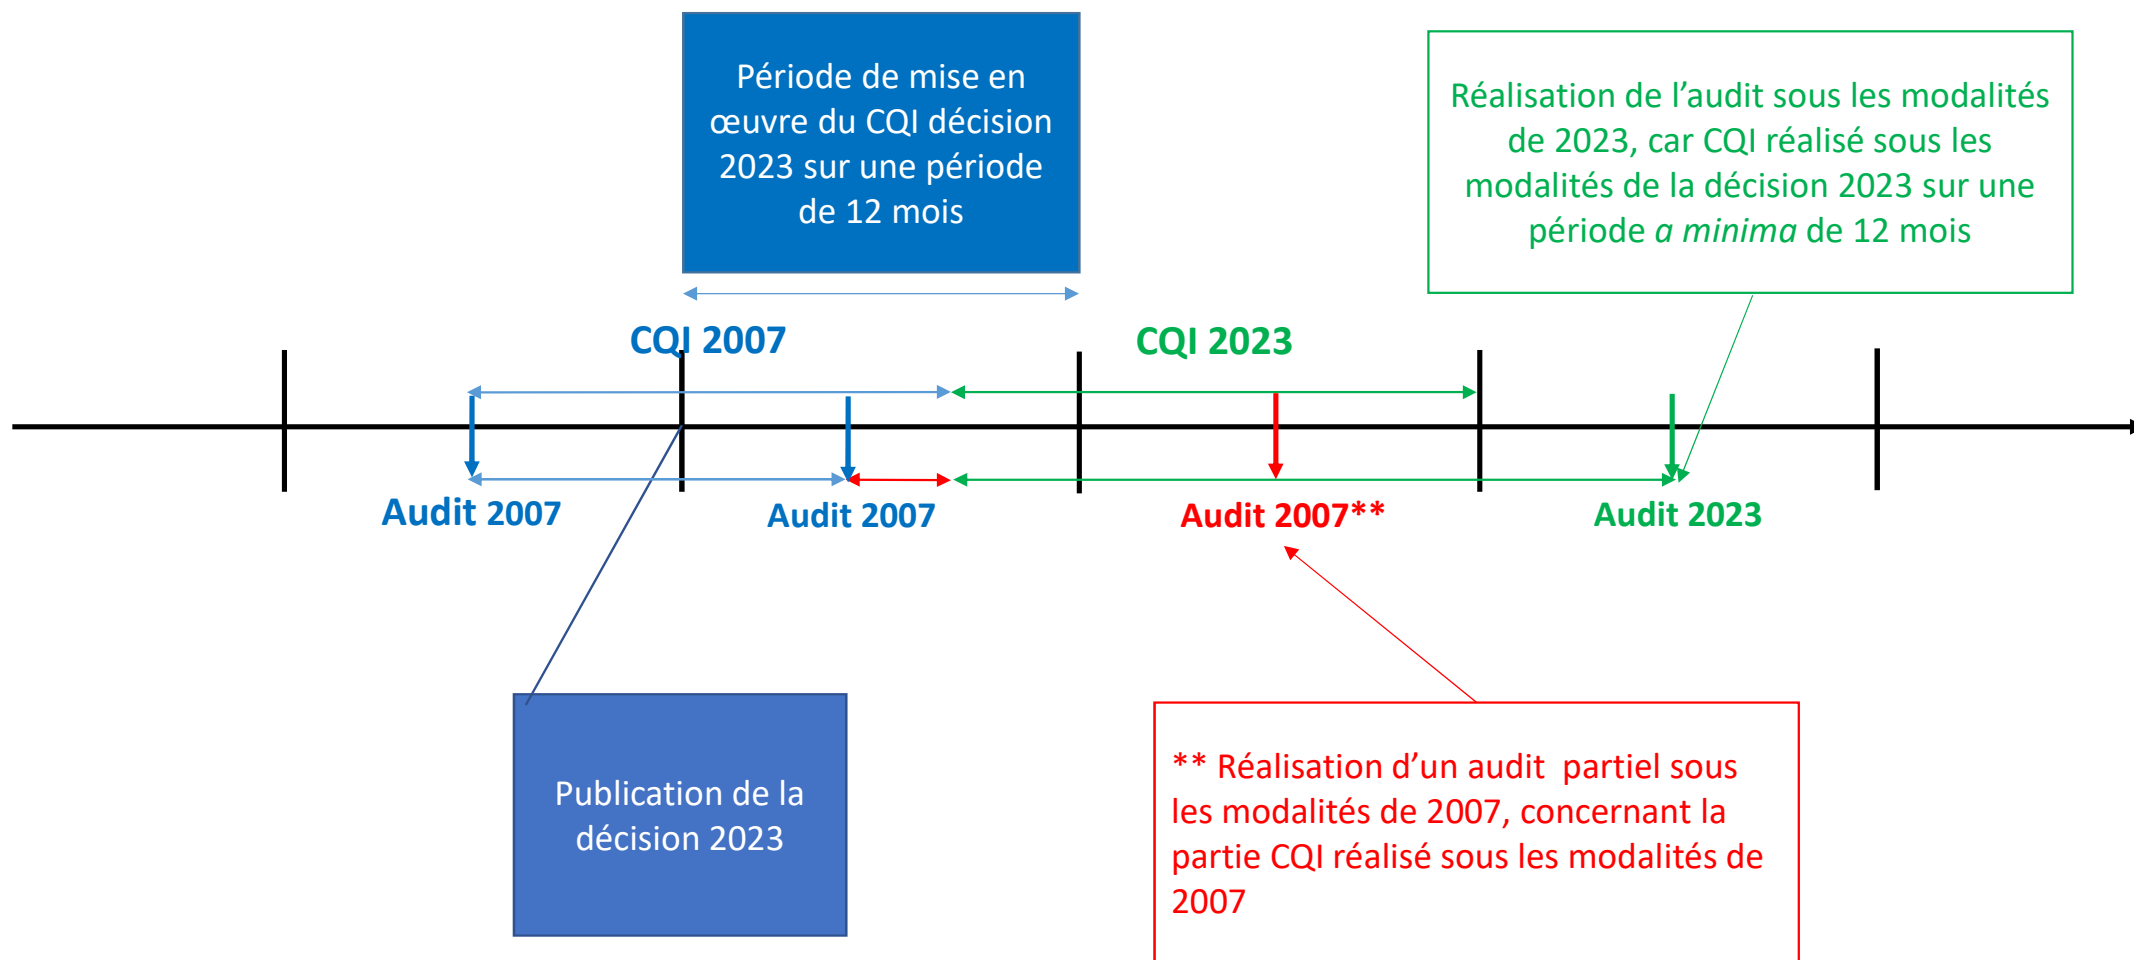 Période de mise en
œuvre du CQI décision
2023 sur une période
de 12 mois
Réalisation de l’audit sous les modalités
de 2023, car CQI réalisé sous les
modalités de la décision 2023 sur une
période a minima de 12 mois
CQI 2007
CQI 2023
Audit 2007
Audit 2007
Audit 2007**
Audit 2023
Publication de la
décision 2023
** Réalisation d’un audit  partiel sous
les modalités de 2007, concernant la
partie CQI réalisé sous les modalités de
2007